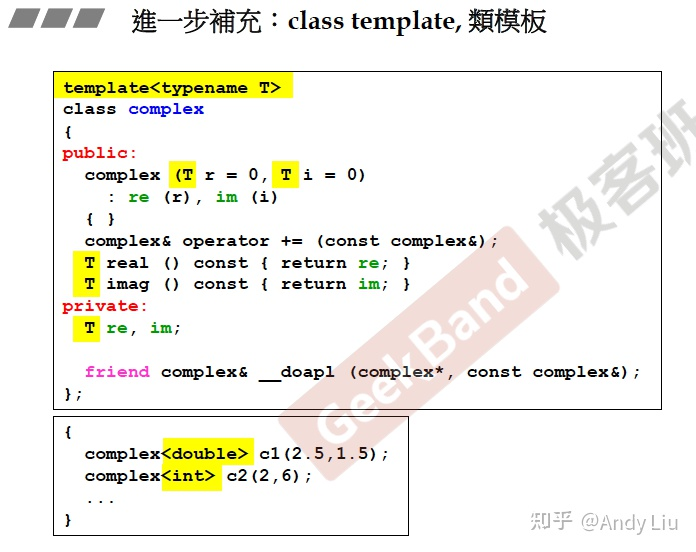 進一步補充：class template, 類模板
template<typename T>
class complex
{
public:
complex (T r = 0, T i = 0)
: re (r), im (i)
{ }
complex& operator += (const complex&);
T real () const { return re; }
T imag () const { return im; }
private:
T re, im;
friend complex& __doapl (complex*, const complex&);
};
{
complex<double> c1(2.5,1.5);
complex<int> c2(2,6);
...
}
GeekBand 极客班
知乎 @Andy Liu